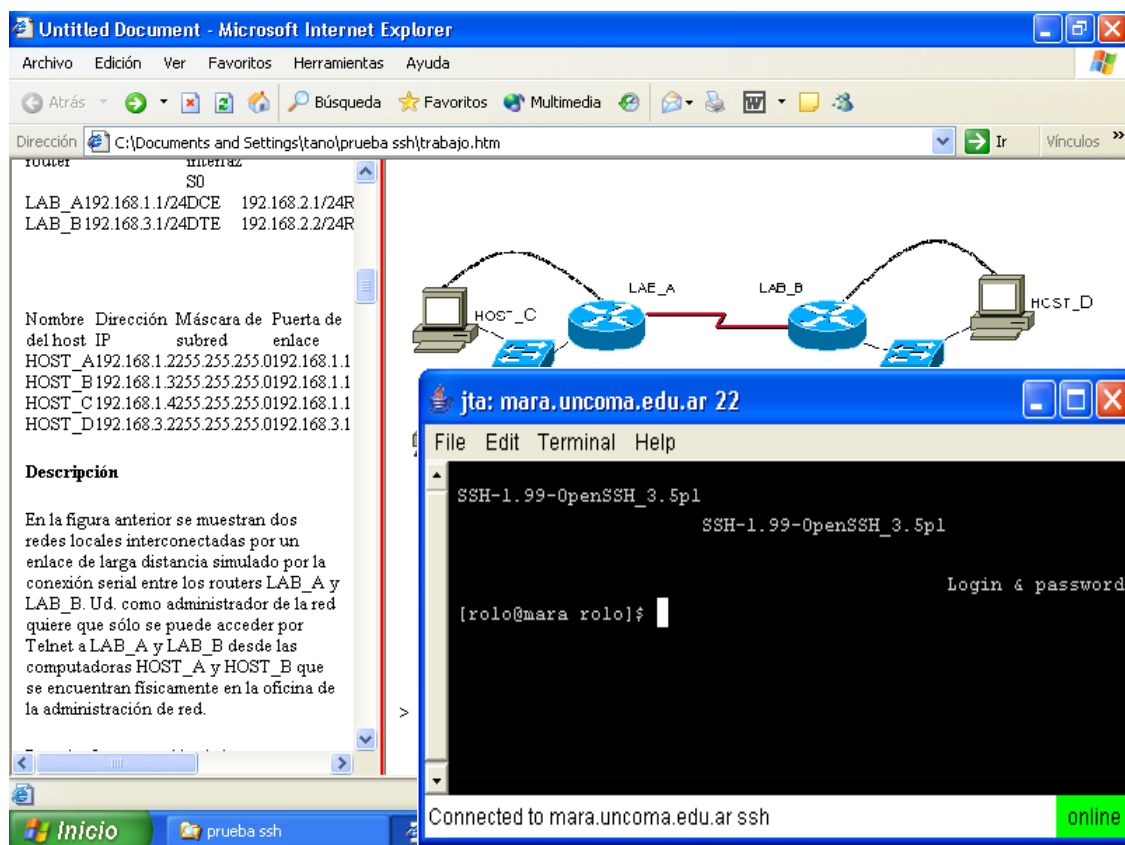 Untitled Document - Microsoft Internet Explorer
Archivo Edición Ver Favoritos Herramientas Ayuda
Atrás Búsqueda Favoritos Multimedia
Dirección C:\Documents and Settings\tano\prueba ssh\trabajo.htm Ir Vínculos »
router interfaz
S0
LAB_A192.168.1.1/24DCE 192.168.2.1/24R
LAB_B192.168.3.1/24DTE 192.168.2.2/24R
Nombre Dirección Máscara de Puerta de
del host IP subred enlace
HOST_A192.168.1.2255.255.255.0192.168.1.1
HOST_B192.168.1.3255.255.255.0192.168.1.1
HOST_C192.168.1.4255.255.255.0192.168.1.1
HOST_D192.168.3.2255.255.255.0192.168.3.1
Descripción
En la figura anterior se muestran dos
redes locales interconectadas por un
enlace de larga distancia simulado por la
conexión serial entre los routers LAB_A y
LAB_B. Ud. como administrador de la red
quiere que sólo se puede acceder por
Telnet a LAB_A y LAB_B desde las
computadoras HOST_A y HOST_B que
se encuentran físicamente en la oficina de
la administración de red.
HOST_C
LAB_A
LAB_B
HOST_D
>
jta: mara.uncoma.edu.ar 22
File Edit Terminal Help
SSH-1.99-OpenSSH_3.5p1
SSH-1.99-OpenSSH_3.5p1
Login & password
[rolo@mara rolo]$
Connected to mara.uncoma.edu.ar ssh online
Inicio prueba ssh